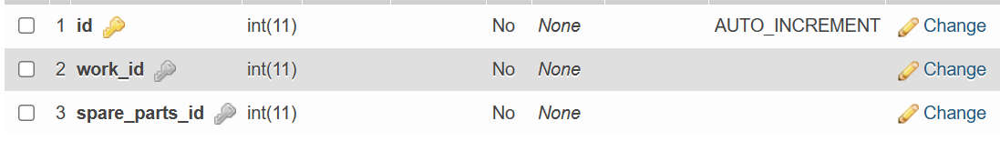 1 id int(11) No None AUTO_INCREMENT Change
2 work_id int(11) No None Change
3 spare_parts_id int(11) No None Change